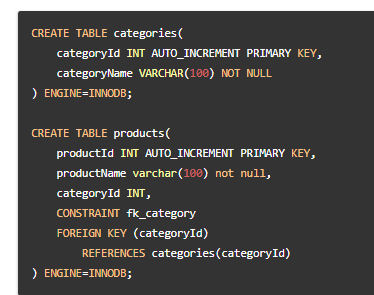 CREATE TABLE categories(
    categoryId INT AUTO_INCREMENT PRIMARY KEY,
    categoryName VARCHAR(100) NOT NULL
) ENGINE=INNODB;

CREATE TABLE products(
    productId INT AUTO_INCREMENT PRIMARY KEY,
    productName varchar(100) not null,
    categoryId INT,
    CONSTRAINT fk_category
    FOREIGN KEY (categoryId)
        REFERENCES categories(categoryId)
) ENGINE=INNODB;